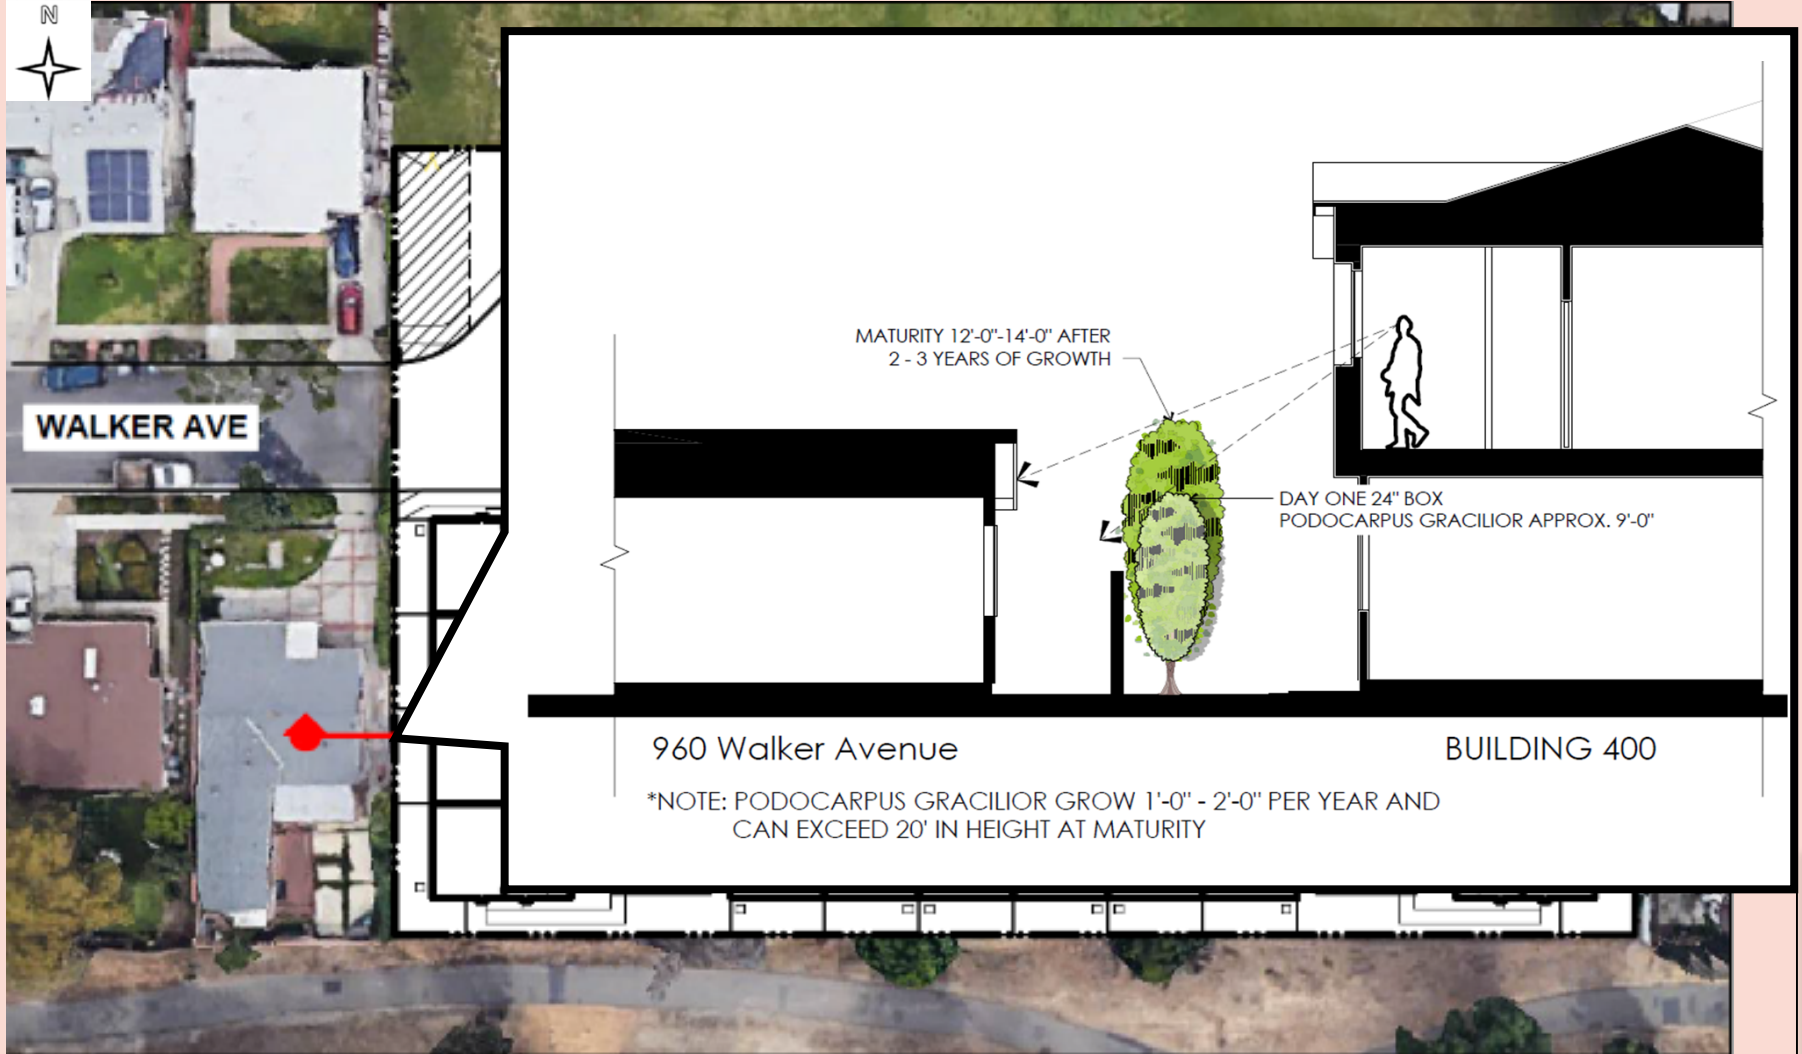 N
WALKER AVE
MATURITY 12'-0"-14'-0" AFTER
2 - 3 YEARS OF GROWTH
DAY ONE 24" BOX
PODOCARPUS GRACILIOR APPROX. 9'-0"
960 Walker Avenue
BUILDING 400
*NOTE: PODOCARPUS GRACILIOR GROW 1'-0" - 2'-0" PER YEAR AND
CAN EXCEED 20' IN HEIGHT AT MATURITY